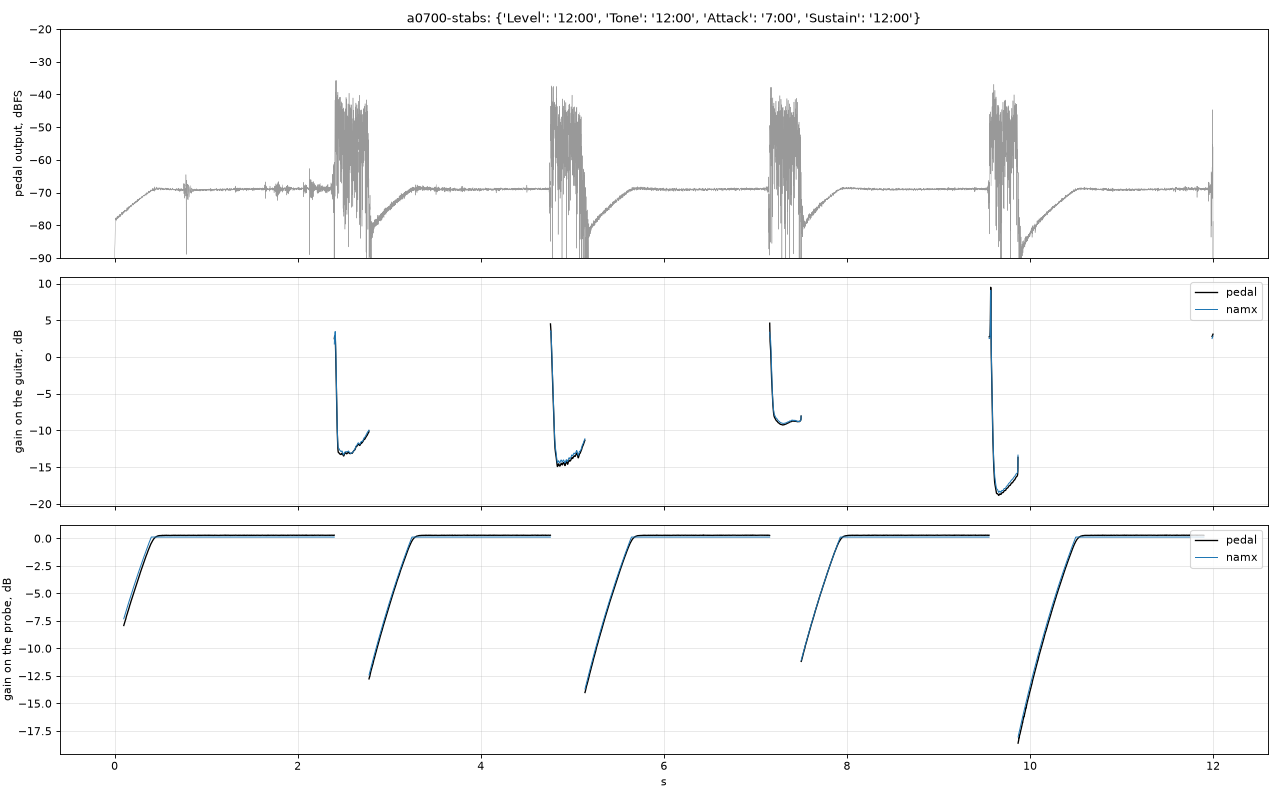 a0700-stabs: {'Level': '12:00', 'Tone': '12:00', 'Attack': '7:00', 'Sustain': '12:00'}
−20
−30
−40
−50
−60
−70
−80
−90
pedal output, dBFS
10
5
0
−5
−10
−15
−20
gain on the guitar, dB
pedal
namx
0.0
−2.5
−5.0
−7.5
−10.0
−12.5
−15.0
−17.5
gain on the probe, dB
pedal
namx
0 2 4 6 8 10 12
s